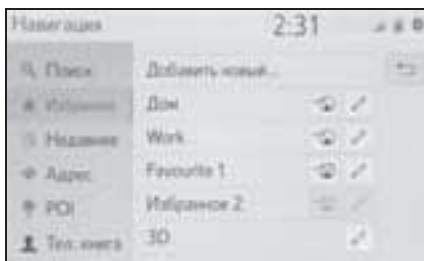 Навигация 2:31
Поиск
Добавить новый...
Избранное
Дом
Недавние
Work
Адрес
Favourite 1
POI
Избранное 2
Тел. книга
3D